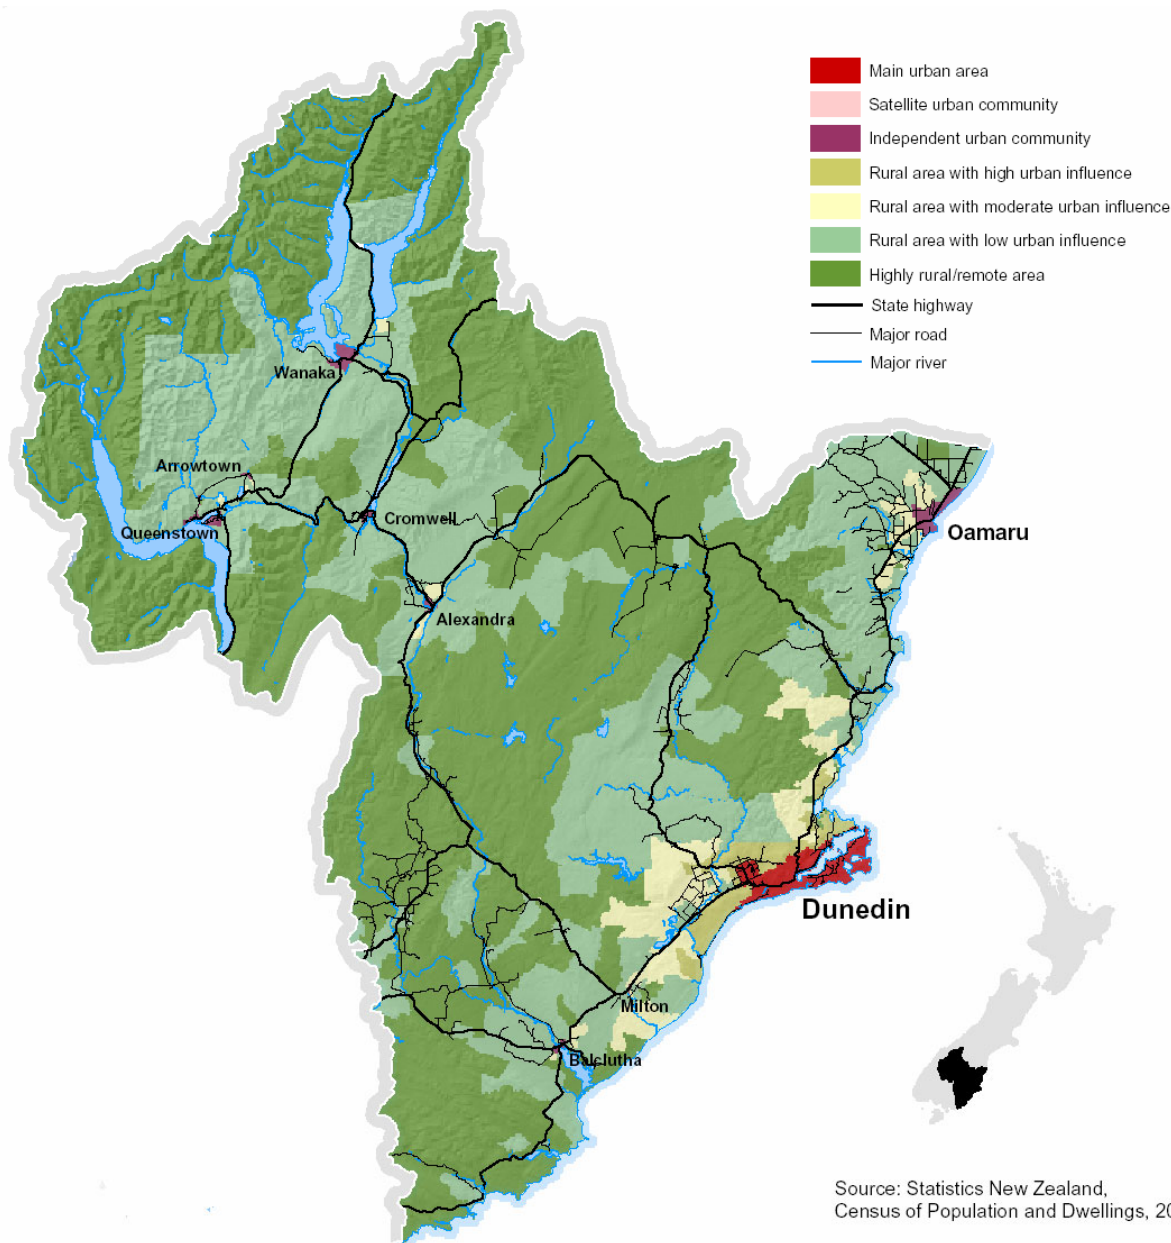 Main urban area
Satellite urban community
Independent urban community
Rural area with high urban influence
Rural area with moderate urban influence
Rural area with low urban influence
Highly rural/remote area
State highway
Major road
Major river
Wanaka
Arrowtown
Queenstown
Cromwell
Oamaru
Alexandra
Dunedin
Milton
Balclutha
Source: Statistics New Zealand,
Census of Population and Dwellings, 20